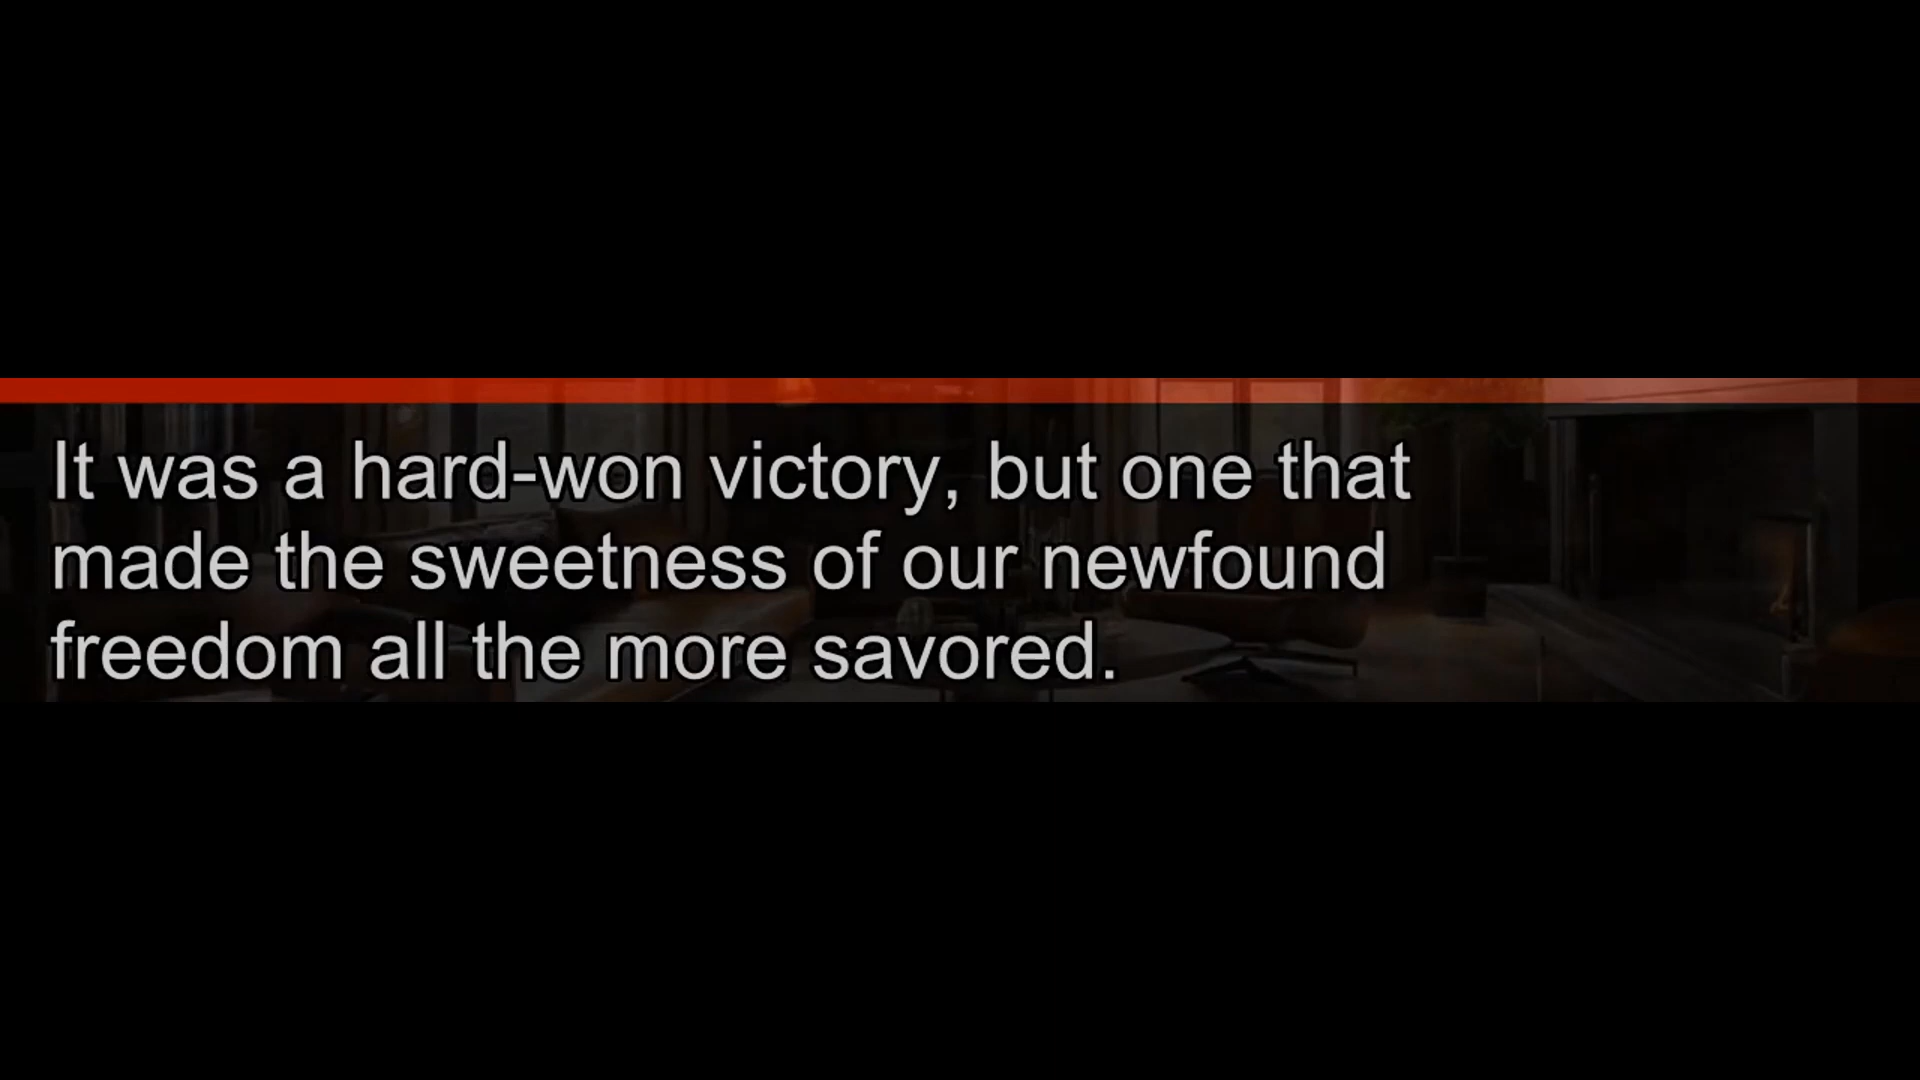 It was a hard-won victory, but one that
made the sweetness of our newfound
freedom all the more savored.